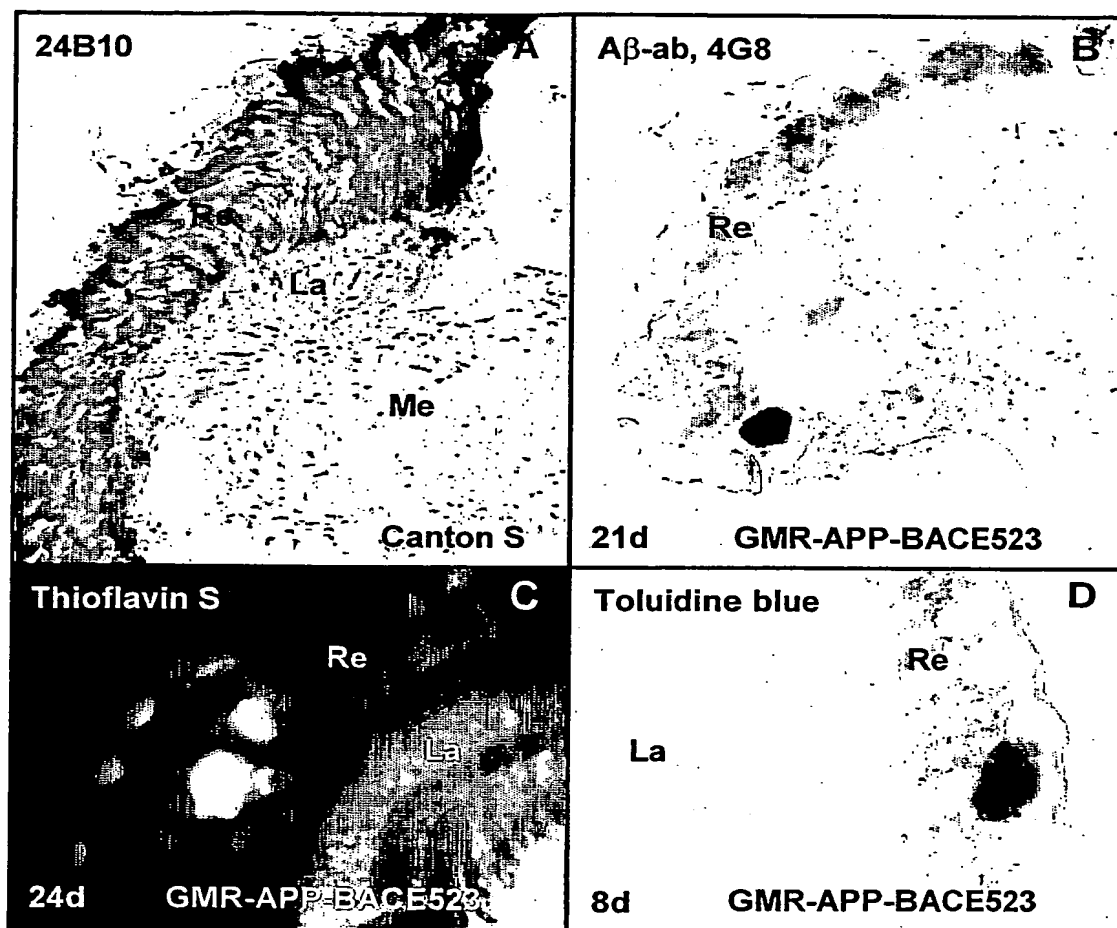 24B10 A
Re
La
Me
Canton S
Aβ-ab, 4G8 B
Re
21d GMR-APP-BACE523
Thioflavin S C
Re
La
24d GMR-APP-BACE523
Toluidine blue D
Re
La
8d GMR-APP-BACE523